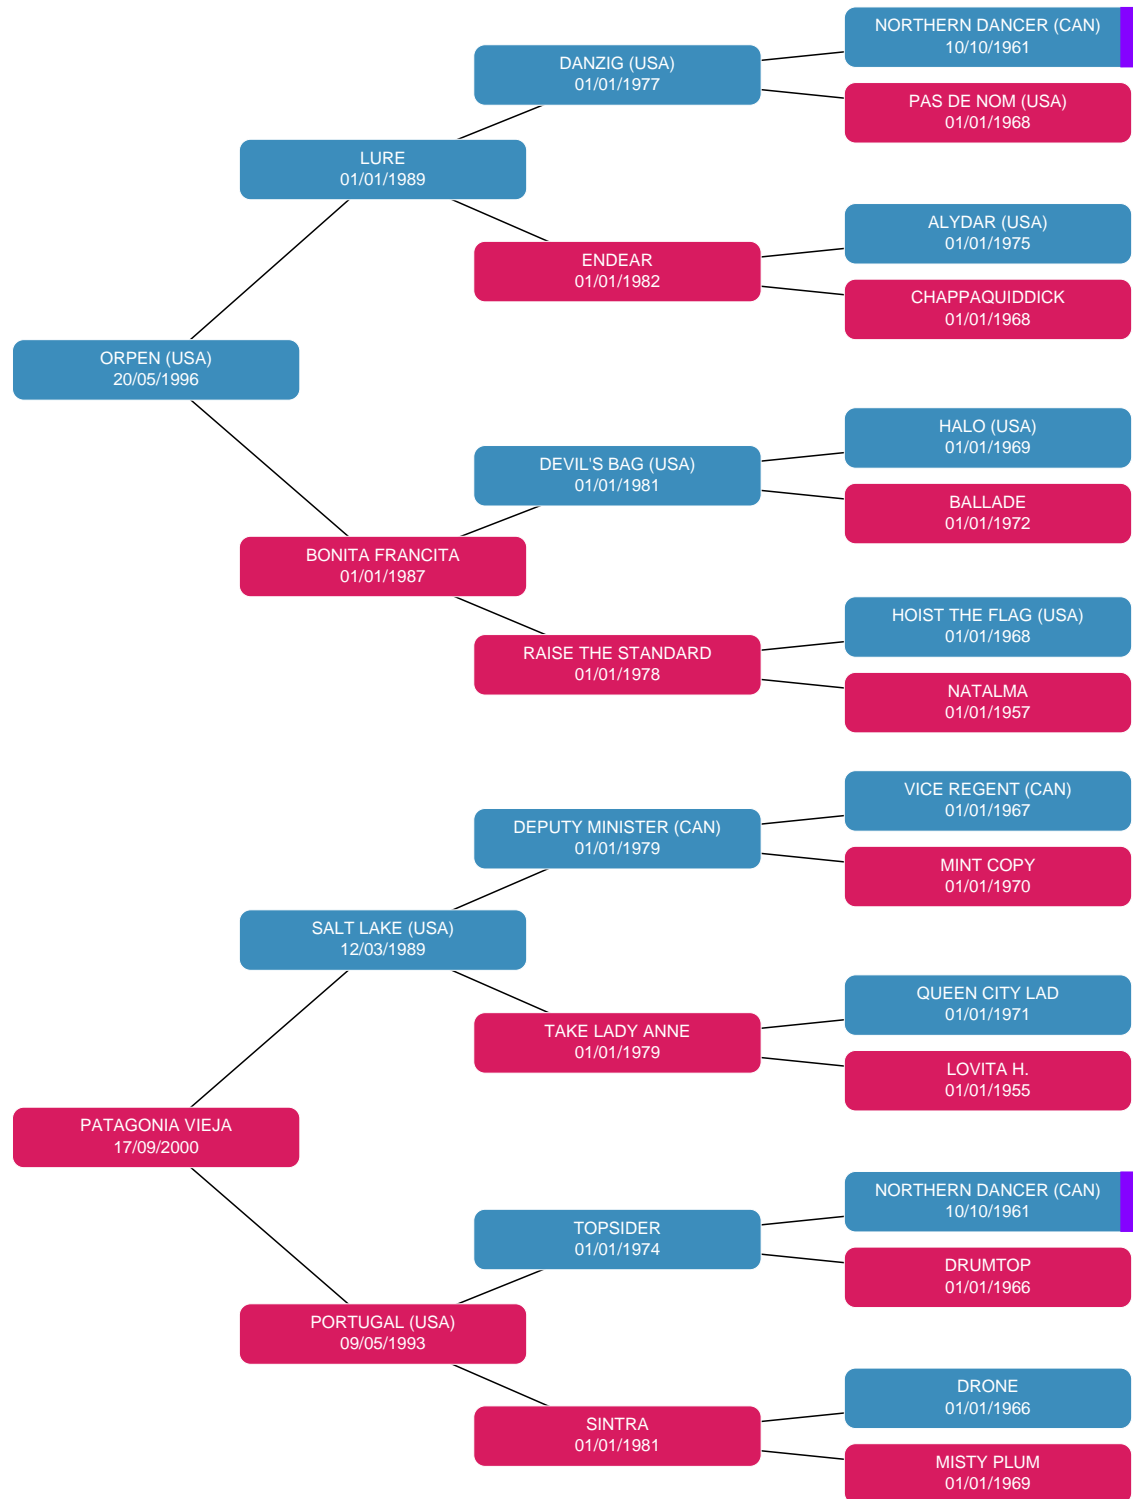 NORTHERN DANCER (CAN)
10/10/1961
DANZIG (USA)
01/01/1977
PAS DE NOM (USA)
01/01/1968
LURE
01/01/1989
ALYDAR (USA)
01/01/1975
ENDEAR
01/01/1982
CHAPPAQUIDDICK
01/01/1968
ORPEN (USA)
20/05/1996
HALO (USA)
01/01/1969
DEVIL'S BAG (USA)
01/01/1981
BALLADE
01/01/1972
BONITA FRANCITA
01/01/1987
HOIST THE FLAG (USA)
01/01/1968
RAISE THE STANDARD
01/01/1978
NATALMA
01/01/1957
VICE REGENT (CAN)
01/01/1967
DEPUTY MINISTER (CAN)
01/01/1979
MINT COPY
01/01/1970
SALT LAKE (USA)
12/03/1989
QUEEN CITY LAD
01/01/1971
TAKE LADY ANNE
01/01/1979
LOVITA H.
01/01/1955
PATAGONIA VIEJA
17/09/2000
NORTHERN DANCER (CAN)
10/10/1961
TOPSIDER
01/01/1974
DRUMTOP
01/01/1966
PORTUGAL (USA)
09/05/1993
DRONE
01/01/1966
SINTRA
01/01/1981
MISTY PLUM
01/01/1969